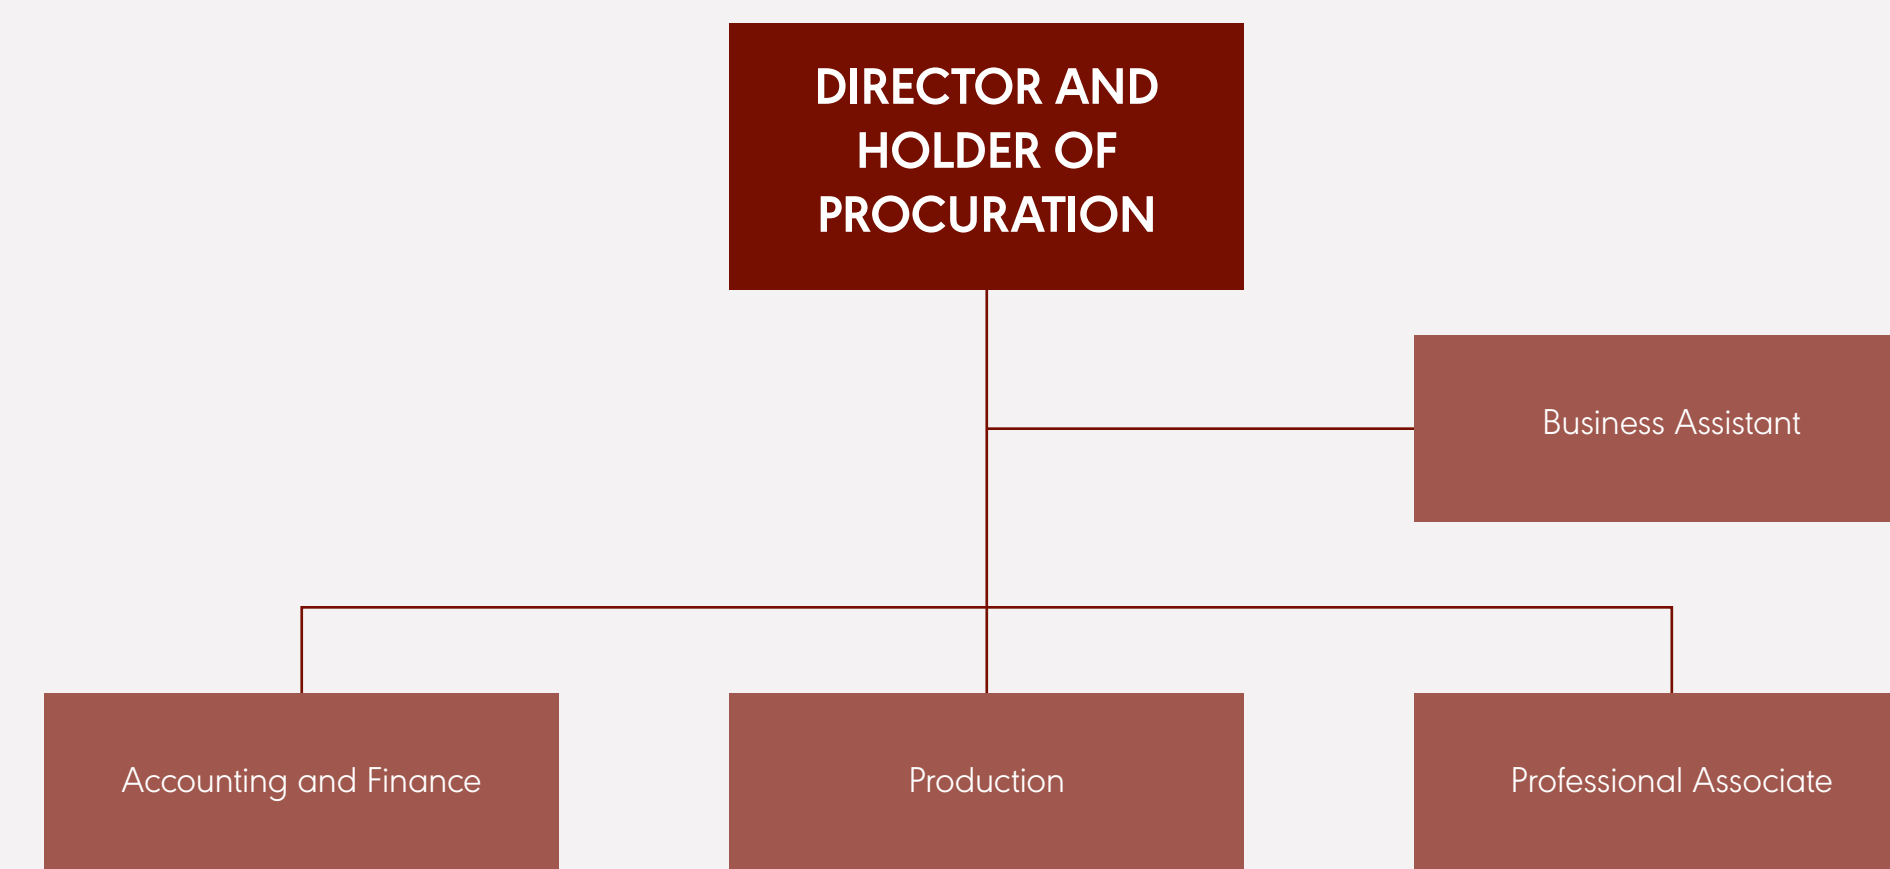 DIRECTOR AND
HOLDER OF
PROCURATION
Business Assistant
Accounting and Finance
Production
Professional Associate